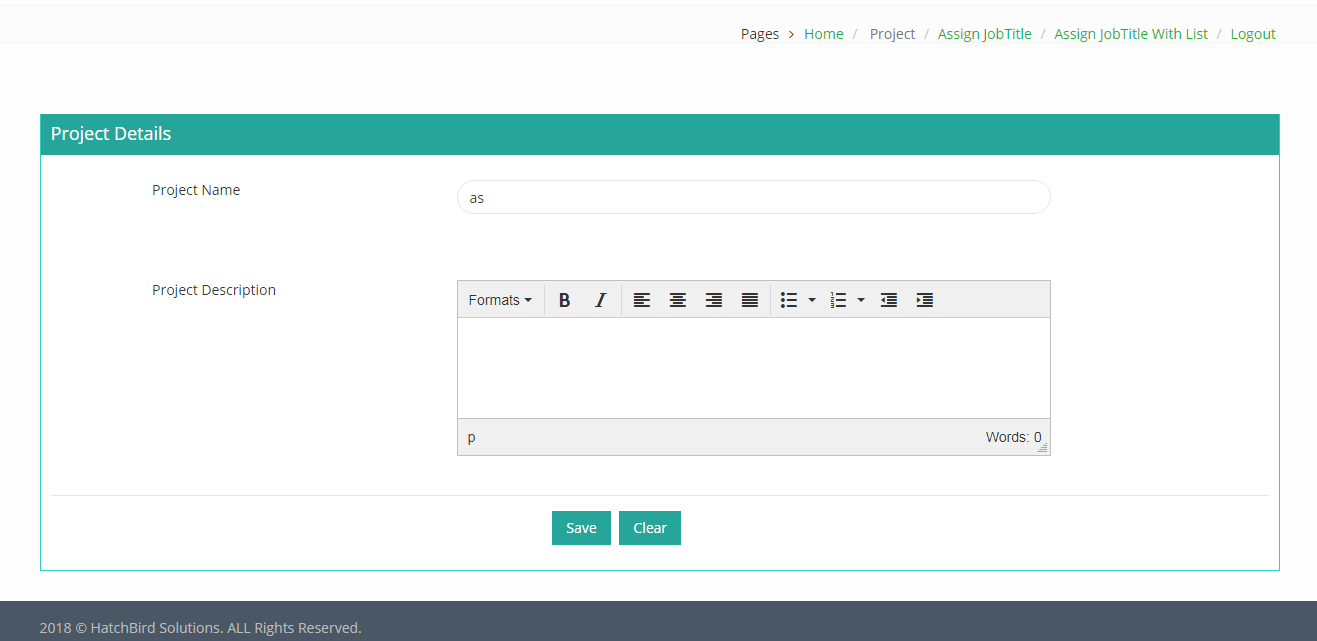 Pages > Home / Project / Assign JobTitle / Assign JobTitle With List / Logout
Project Details
Project Name
as
Project Description
Formats B I
p Words: 0
Save Clear
2018 © HatchBird Solutions. ALL Rights Reserved.